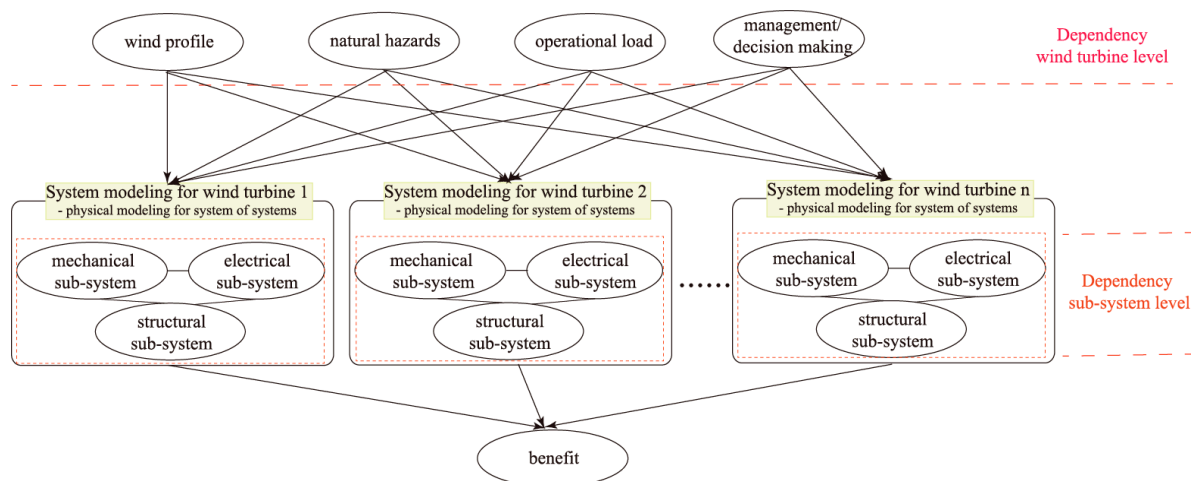 wind profile
natural hazards
operational load
management/
decision making
Dependency
wind turbine level
System modeling for wind turbine 1
- physical modeling for system of systems
System modeling for wind turbine 2
- physical modeling for system of systems
System modeling for wind turbine n
- physical modeling for system of systems
mechanical
sub-system
electrical
sub-system
structural
sub-system
mechanical
sub-system
electrical
sub-system
structural
sub-system
......
mechanical
sub-system
electrical
sub-system
structural
sub-system
Dependency
sub-system level
benefit